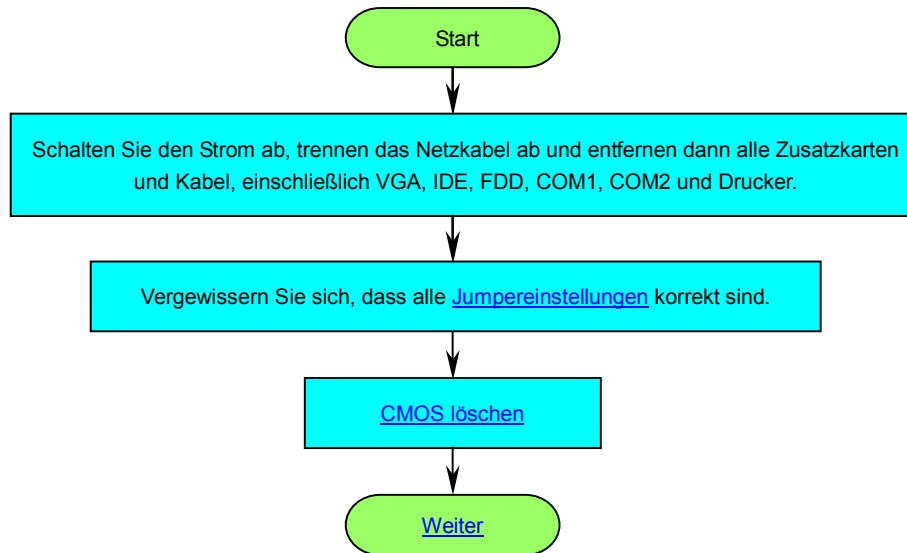 Start
Schalten Sie den Strom ab, trennen das Netzkabel ab und entfernen dann alle Zusatzkarten
und Kabel, einschließlich VGA, IDE, FDD, COM1, COM2 und Drucker.
Vergewissern Sie sich, dass alle Jumpereinstellungen korrekt sind.
CMOS löschen
Weiter